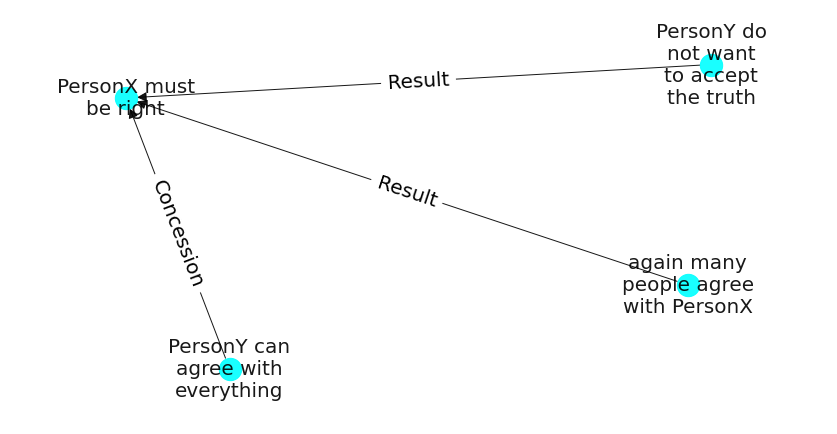 PersonY do
not want
to accept
the truth
PersonX must
be right
Result
Result
Concession
again many
people agree
with PersonX
PersonY can
agree with
everything